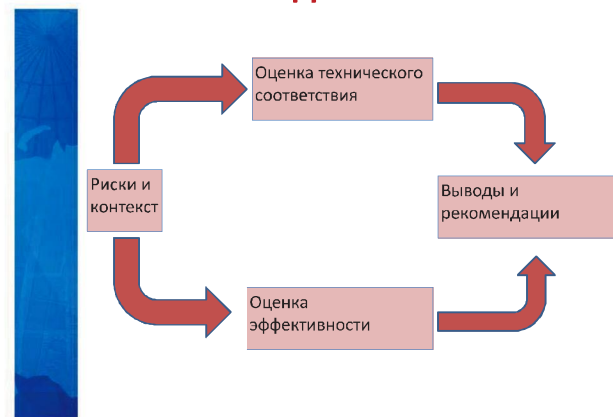 Оценка технического
соответствия
Риски и
контекст
Выводы и
рекомендации
Оценка
эффективности